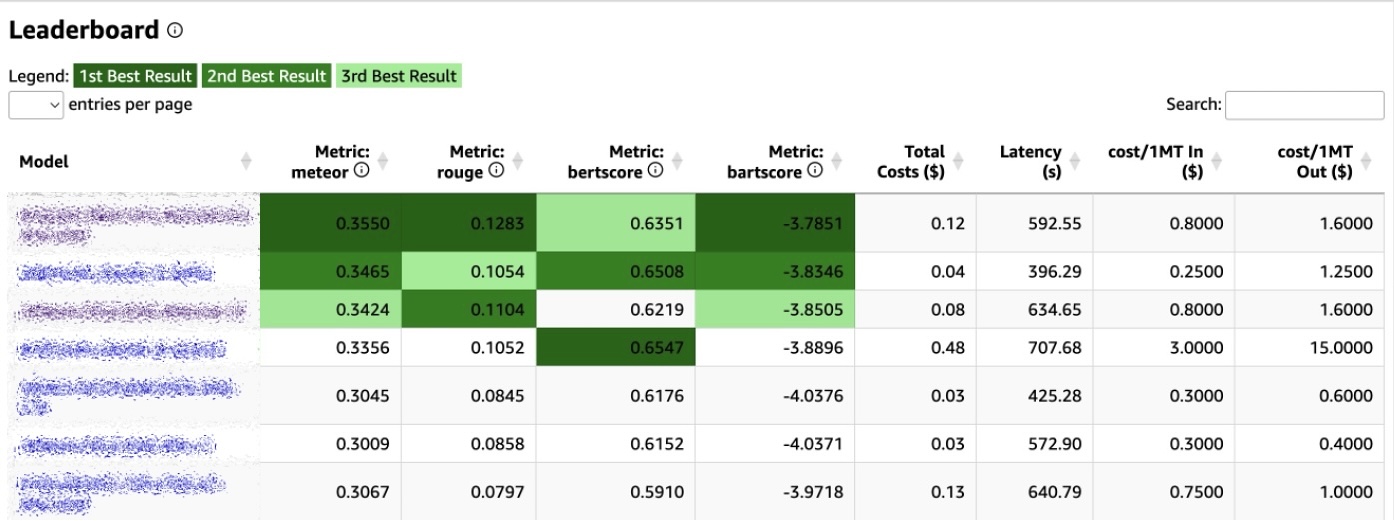 Leaderboard ⓘ
Legend: 1st Best Result 2nd Best Result 3rd Best Result
entries per page
Search:
Model Metric: meteor ⓘ Metric: rouge ⓘ Metric: bertscore ⓘ Metric: bartscore ⓘ Total Costs ($) Latency (s) cost/1MT In ($) cost/1MT Out ($)
0.3550 0.1283 0.6351 -3.7851 0.12 592.55 0.8000 1.6000
0.3465 0.1054 0.6508 -3.8346 0.04 396.29 0.2500 1.2500
0.3424 0.1104 0.6219 -3.8505 0.08 634.65 0.8000 1.6000
0.3356 0.1052 0.6547 -3.8896 0.48 707.68 3.0000 15.0000
0.3045 0.0845 0.6176 -4.0376 0.03 425.28 0.3000 0.6000
0.3009 0.0858 0.6152 -4.0371 0.03 572.90 0.3000 0.4000
0.3067 0.0797 0.5910 -3.9718 0.13 640.79 0.7500 1.0000